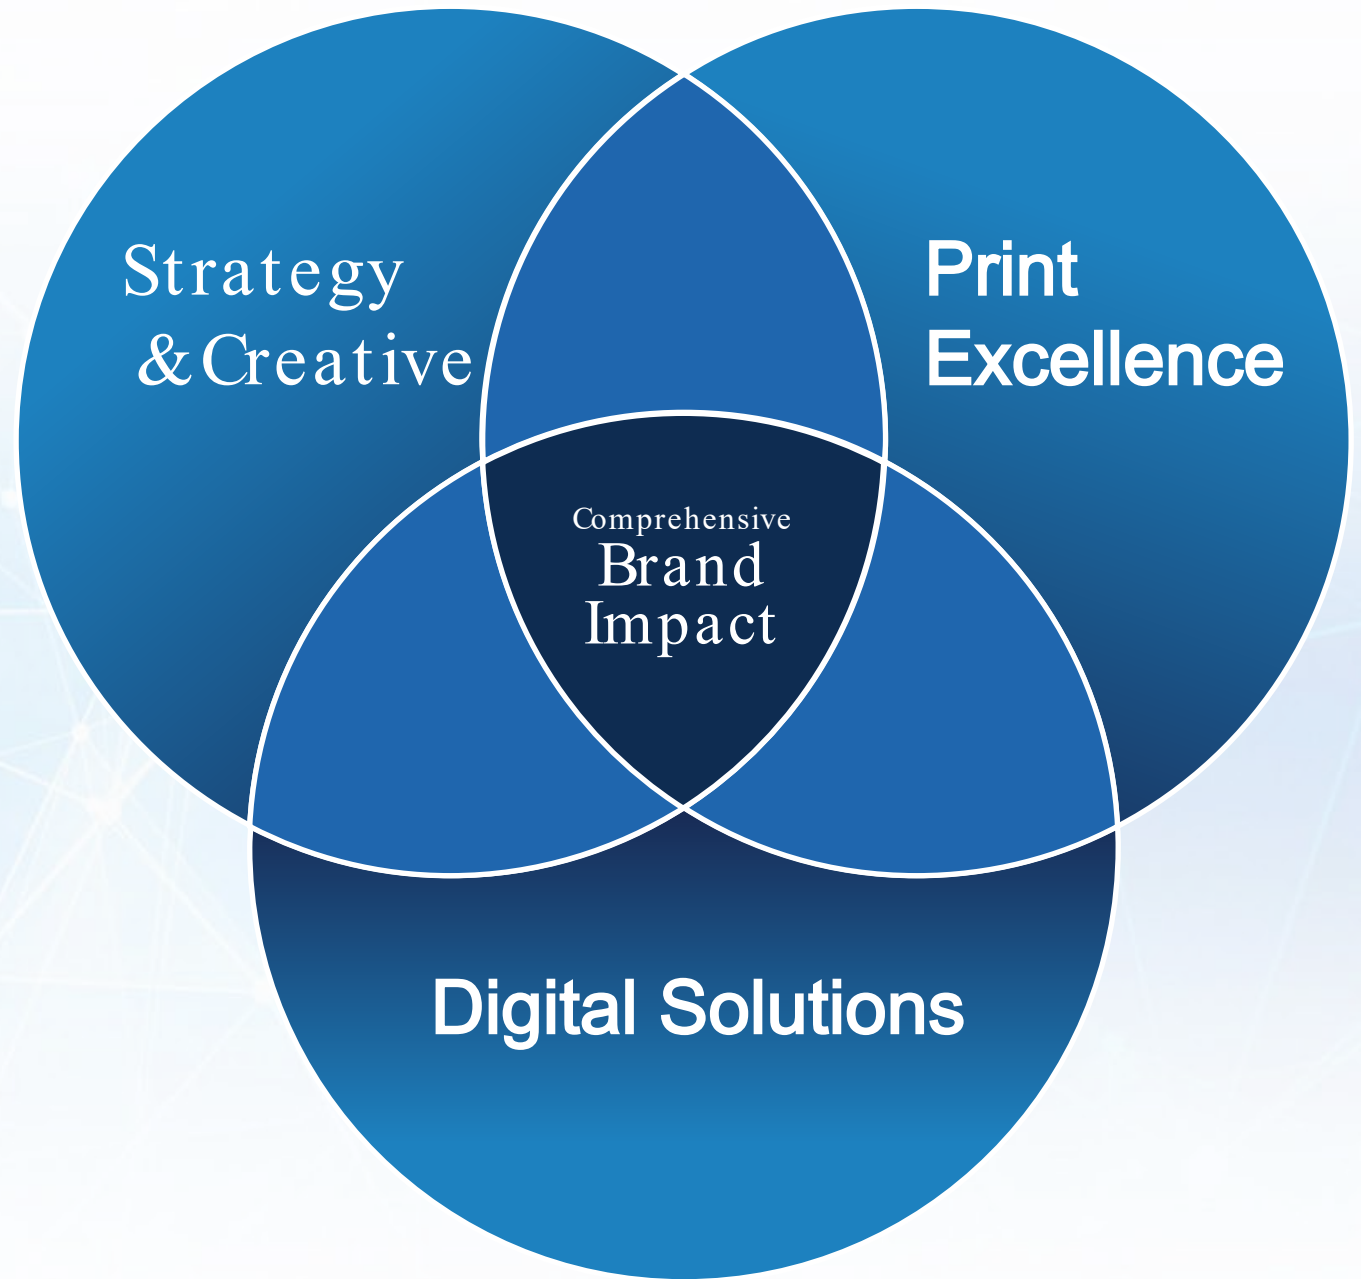 Strategy
& Creative
Print
Excellence
Comprehensive
Brand
Impact
Digital Solutions